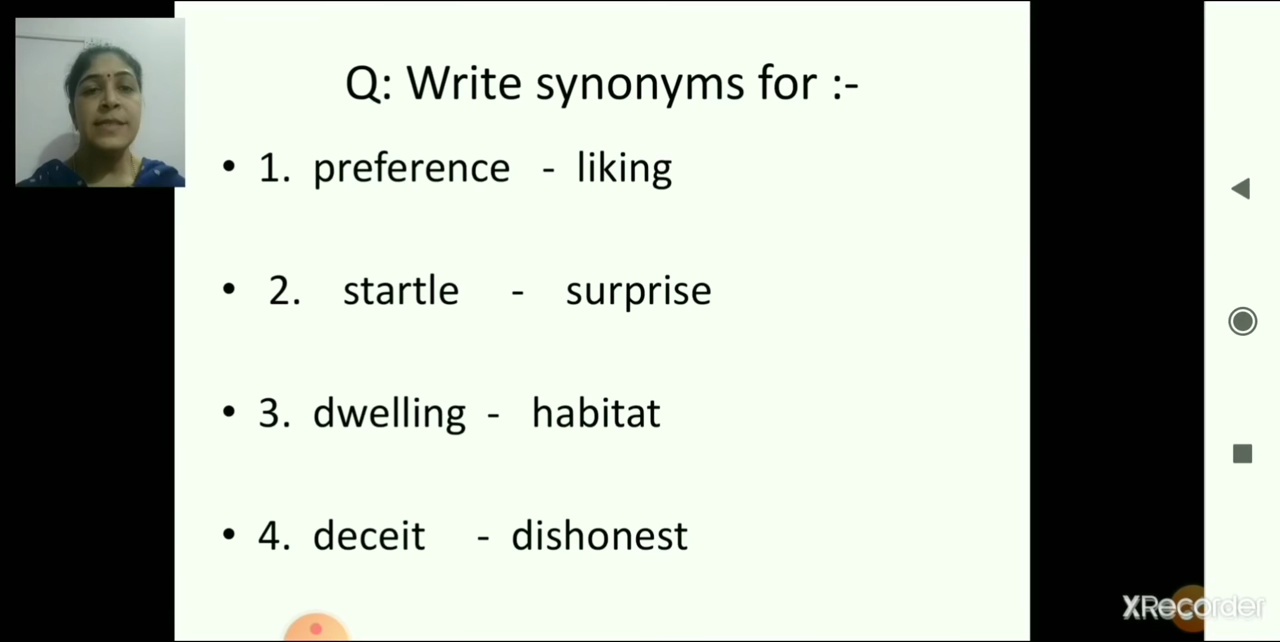 Q: Write synonyms for :-
• 1. preference - liking
• 2. startle - surprise
• 3. dwelling - habitat
• 4. deceit - dishonest
XRecorder